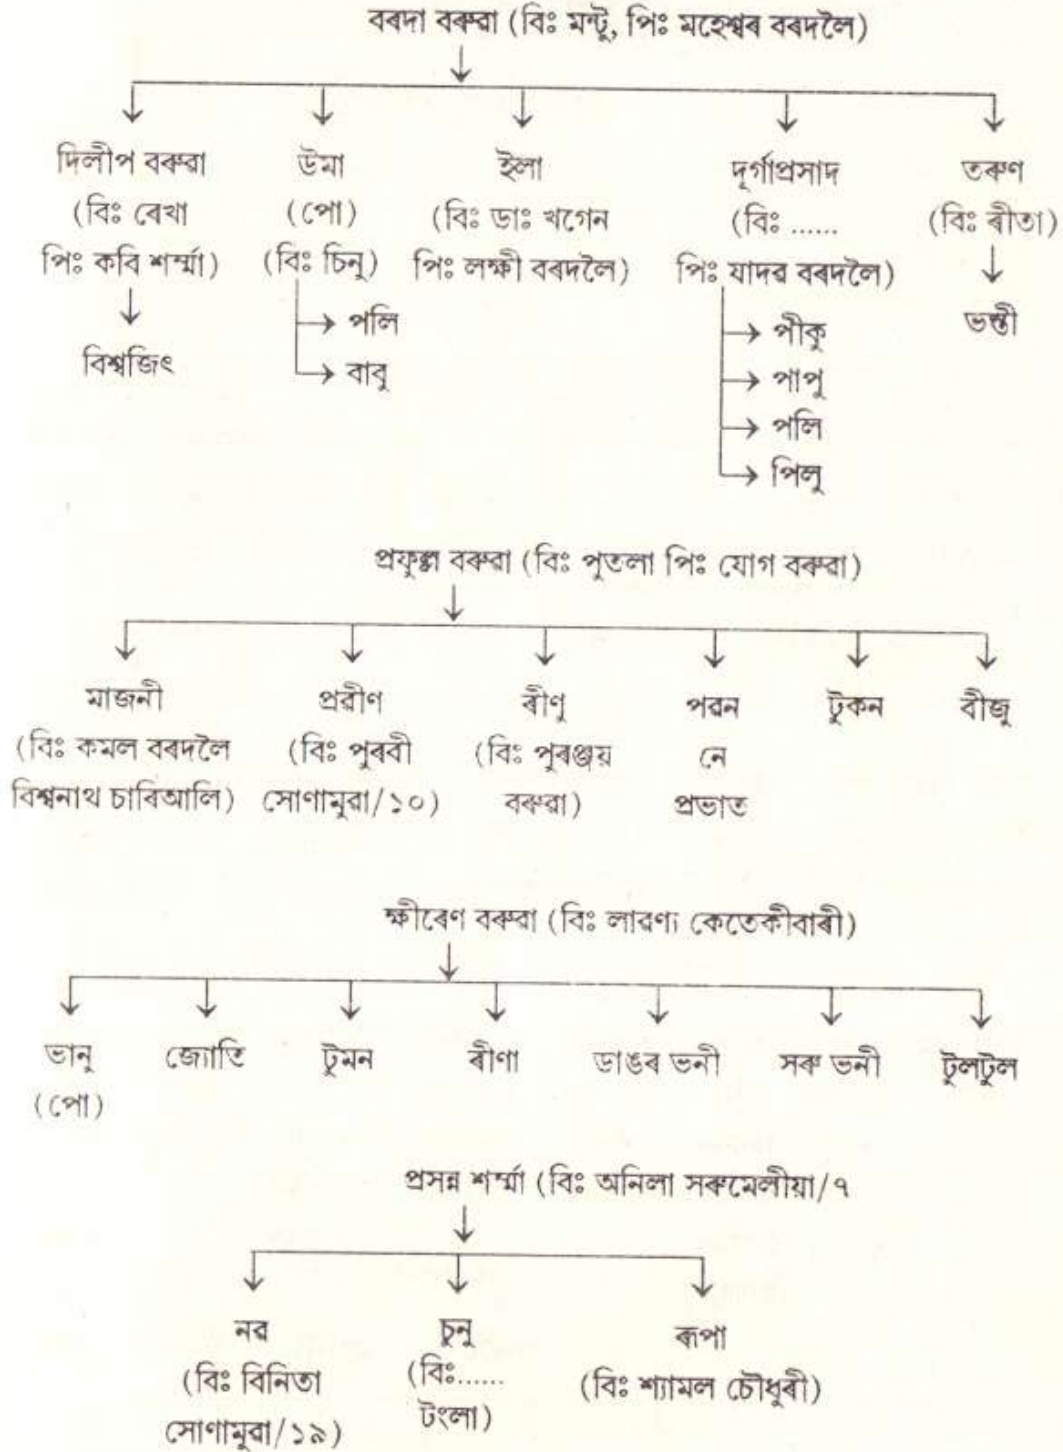 বৰদা বৰুৱা (বিঃ মন্টু, পিঃ মহেশ্বৰ বৰদলৈ)
দিলীপ বৰুৱা উমা ইলা দূৰ্গাপ্ৰসাদ তৰুণ
(বিঃ ৰেখা (পো) (বিঃ ডাঃ খগেন (বিঃ ...... (বিঃ ৰীতা)
পিঃ কবি শৰ্ম্মা) (বিঃ চিনু) পিঃ লক্ষী বৰদলৈ) পিঃ যাদৱ বৰদলৈ)
পলি পীকু ভন্তী
বিশ্বজিৎ বাবু পাপু
পলি
পিলু
প্ৰফুল্ল বৰুৱা (বিঃ পুতলা পিঃ যোগ বৰুৱা)
মাজনী প্ৰৱীণ ৰীণু পৱন টুকন বীজু
(বিঃ কমল বৰদলৈ (বিঃ পুৰবী (বিঃ পুৰঞ্জয় নে
বিশ্বনাথ চাৰিআলি) সোণামুৱা/১০) বৰুৱা) প্ৰভাত
ক্ষীৰেণ বৰুৱা (বিঃ লাৱণ্য কেতেকীবাৰী)
ভানু জ্যোতি টুমন ৰীণা ডাঙৰ ভনী সৰু ভনী টুলটুল
(পো)
প্ৰসন্ন শৰ্ম্মা (বিঃ অনিলা সৰুমেলীয়া/৭
নৱ চুনু ৰূপা
(বিঃ বিনিতা (বিঃ...... (বিঃ শ্যামল চৌধুৰী)
সোণামুৱা/১৯) টংলা)